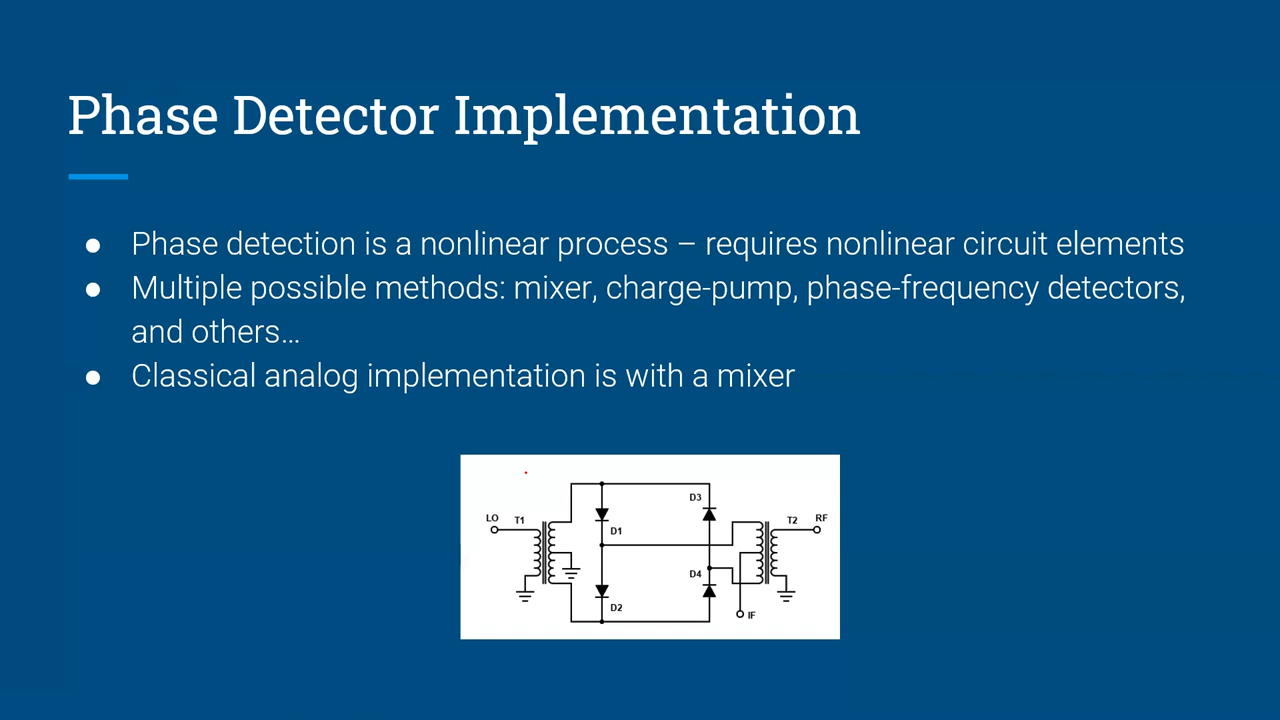 Phase Detector Implementation
● Phase detection is a nonlinear process – requires nonlinear circuit elements
● Multiple possible methods: mixer, charge-pump, phase-frequency detectors,
and others…
● Classical analog implementation is with a mixer
LO T1 D1 D2 D3 D4 T2 RF IF